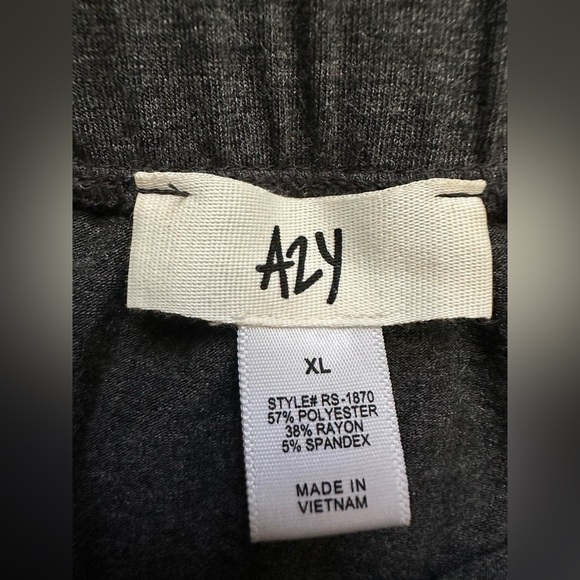 A2Y
XL
STYLE# RS-1870
57% POLYESTER
38% RAYON
5% SPANDEX
MADE IN
VIETNAM